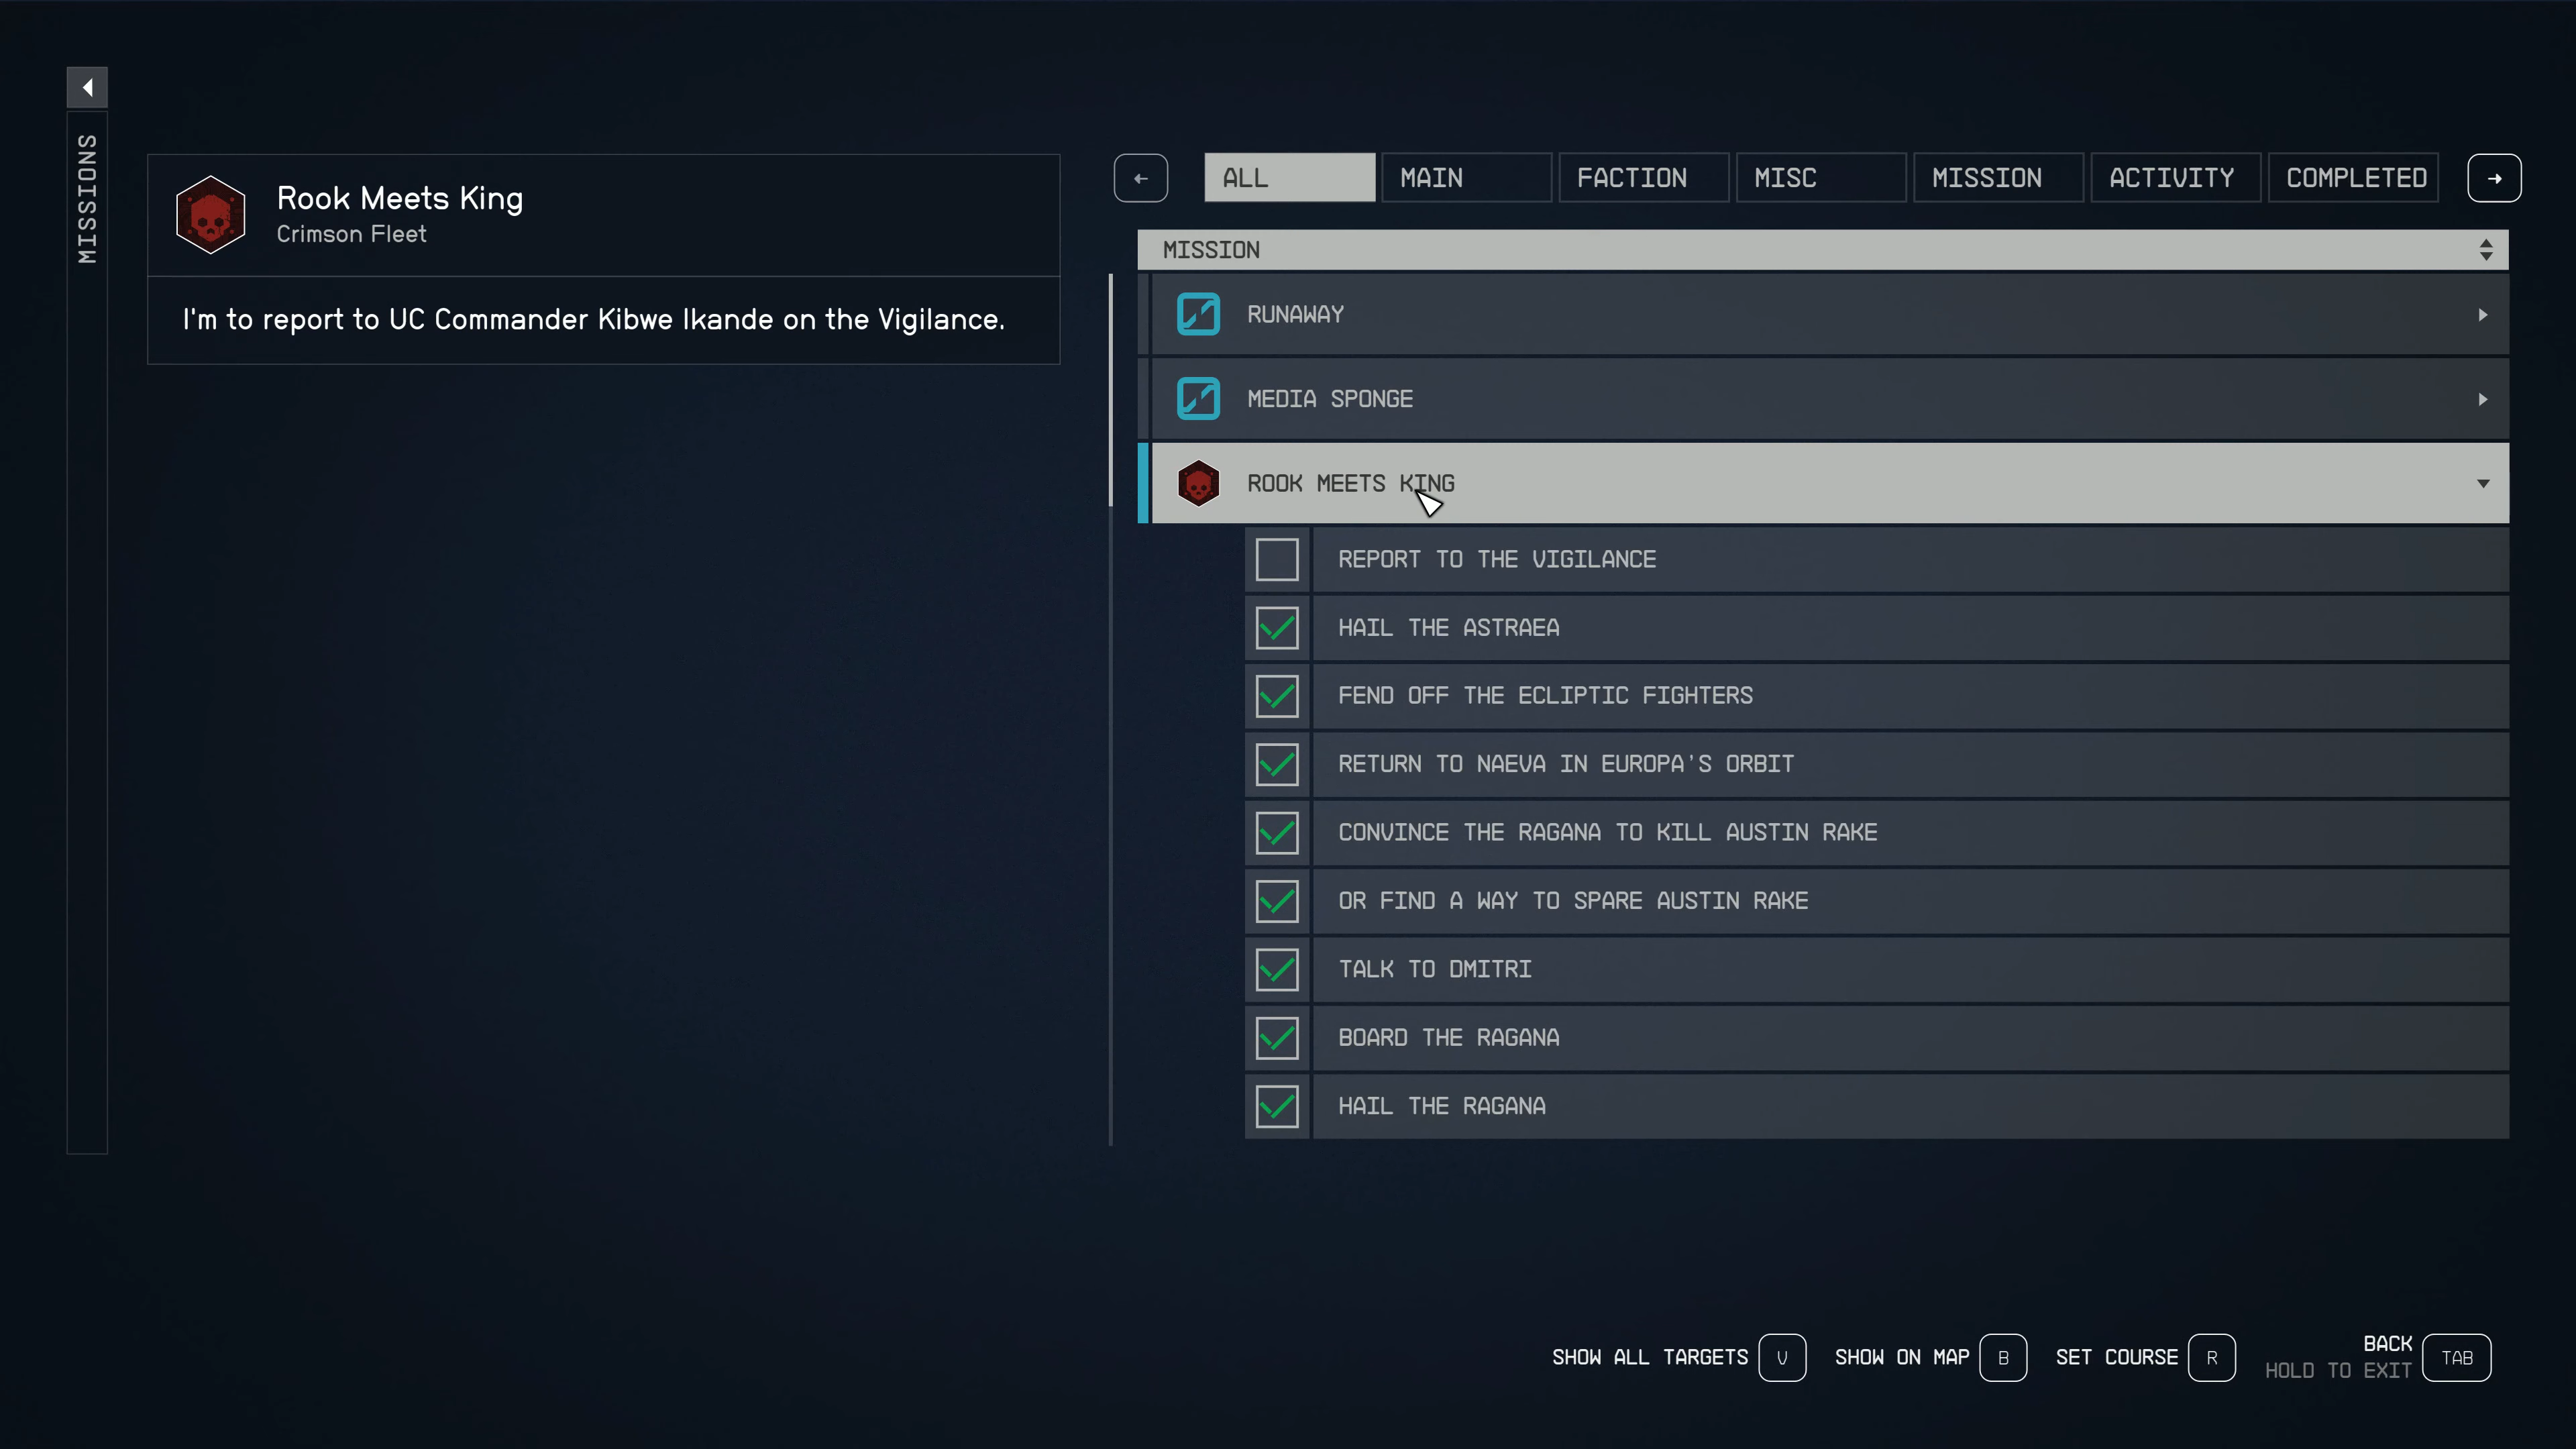 MISSIONS
Rook Meets King
Crimson Fleet
I'm to report to UC Commander Kibwe Ikande on the Vigilance.
ALL MAIN FACTION MISC MISSION ACTIVITY COMPLETED
MISSION
RUNAWAY
MEDIA SPONGE
ROOK MEETS KING
REPORT TO THE VIGILANCE
HAIL THE ASTRAEA
FEND OFF THE ECLIPTIC FIGHTERS
RETURN TO NAEVA IN EUROPA'S ORBIT
CONVINCE THE RAGANA TO KILL AUSTIN RAKE
OR FIND A WAY TO SPARE AUSTIN RAKE
TALK TO DMITRI
BOARD THE RAGANA
HAIL THE RAGANA
SHOW ALL TARGETS V SHOW ON MAP B SET COURSE R BACK TAB
HOLD TO EXIT